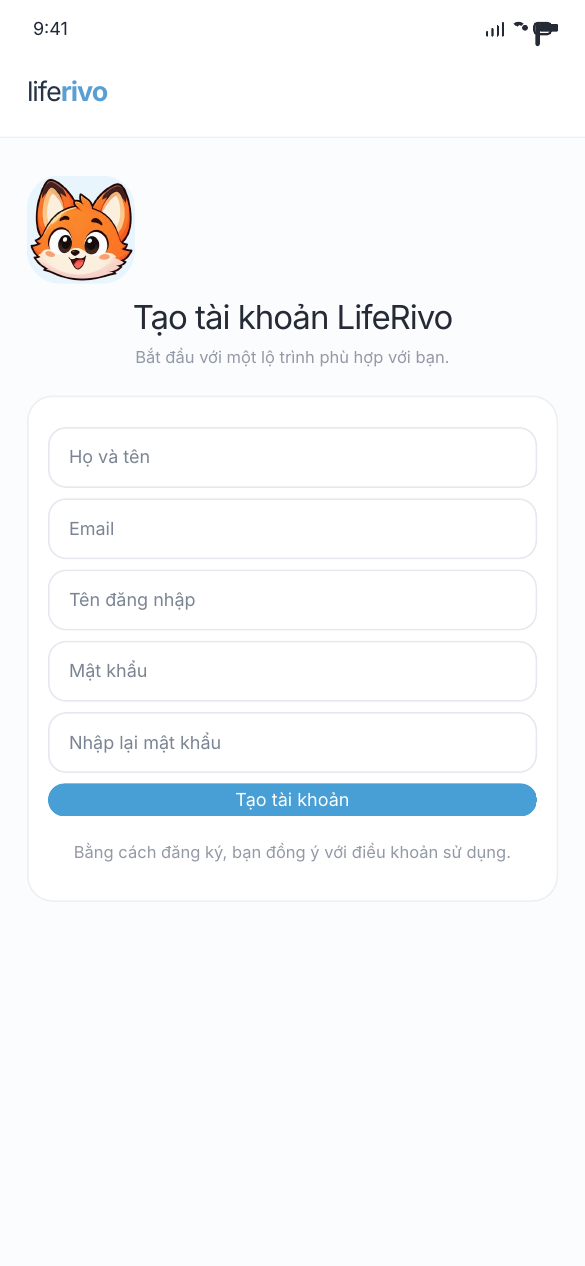 9:41
liferivo
Tạo tài khoản LifeRivo
Bắt đầu với một lộ trình phù hợp với bạn.
Họ và tên
Email
Tên đăng nhập
Mật khẩu
Nhập lại mật khẩu
Tạo tài khoản
Bằng cách đăng ký, bạn đồng ý với điều khoản sử dụng.